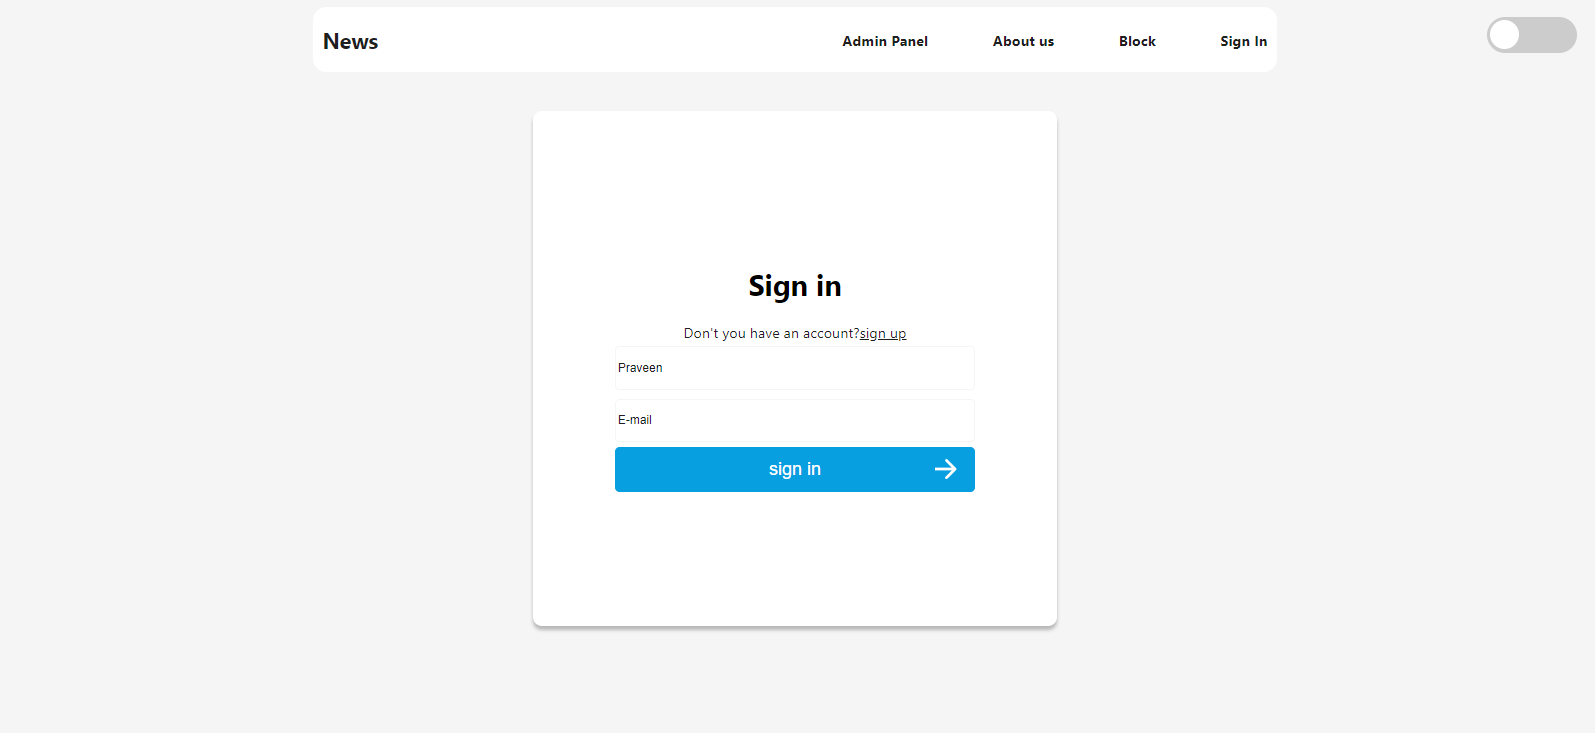 News Admin Panel About us Block Sign In
Sign in
Don't you have an account?sign up
Praveen
E-mail
sign in